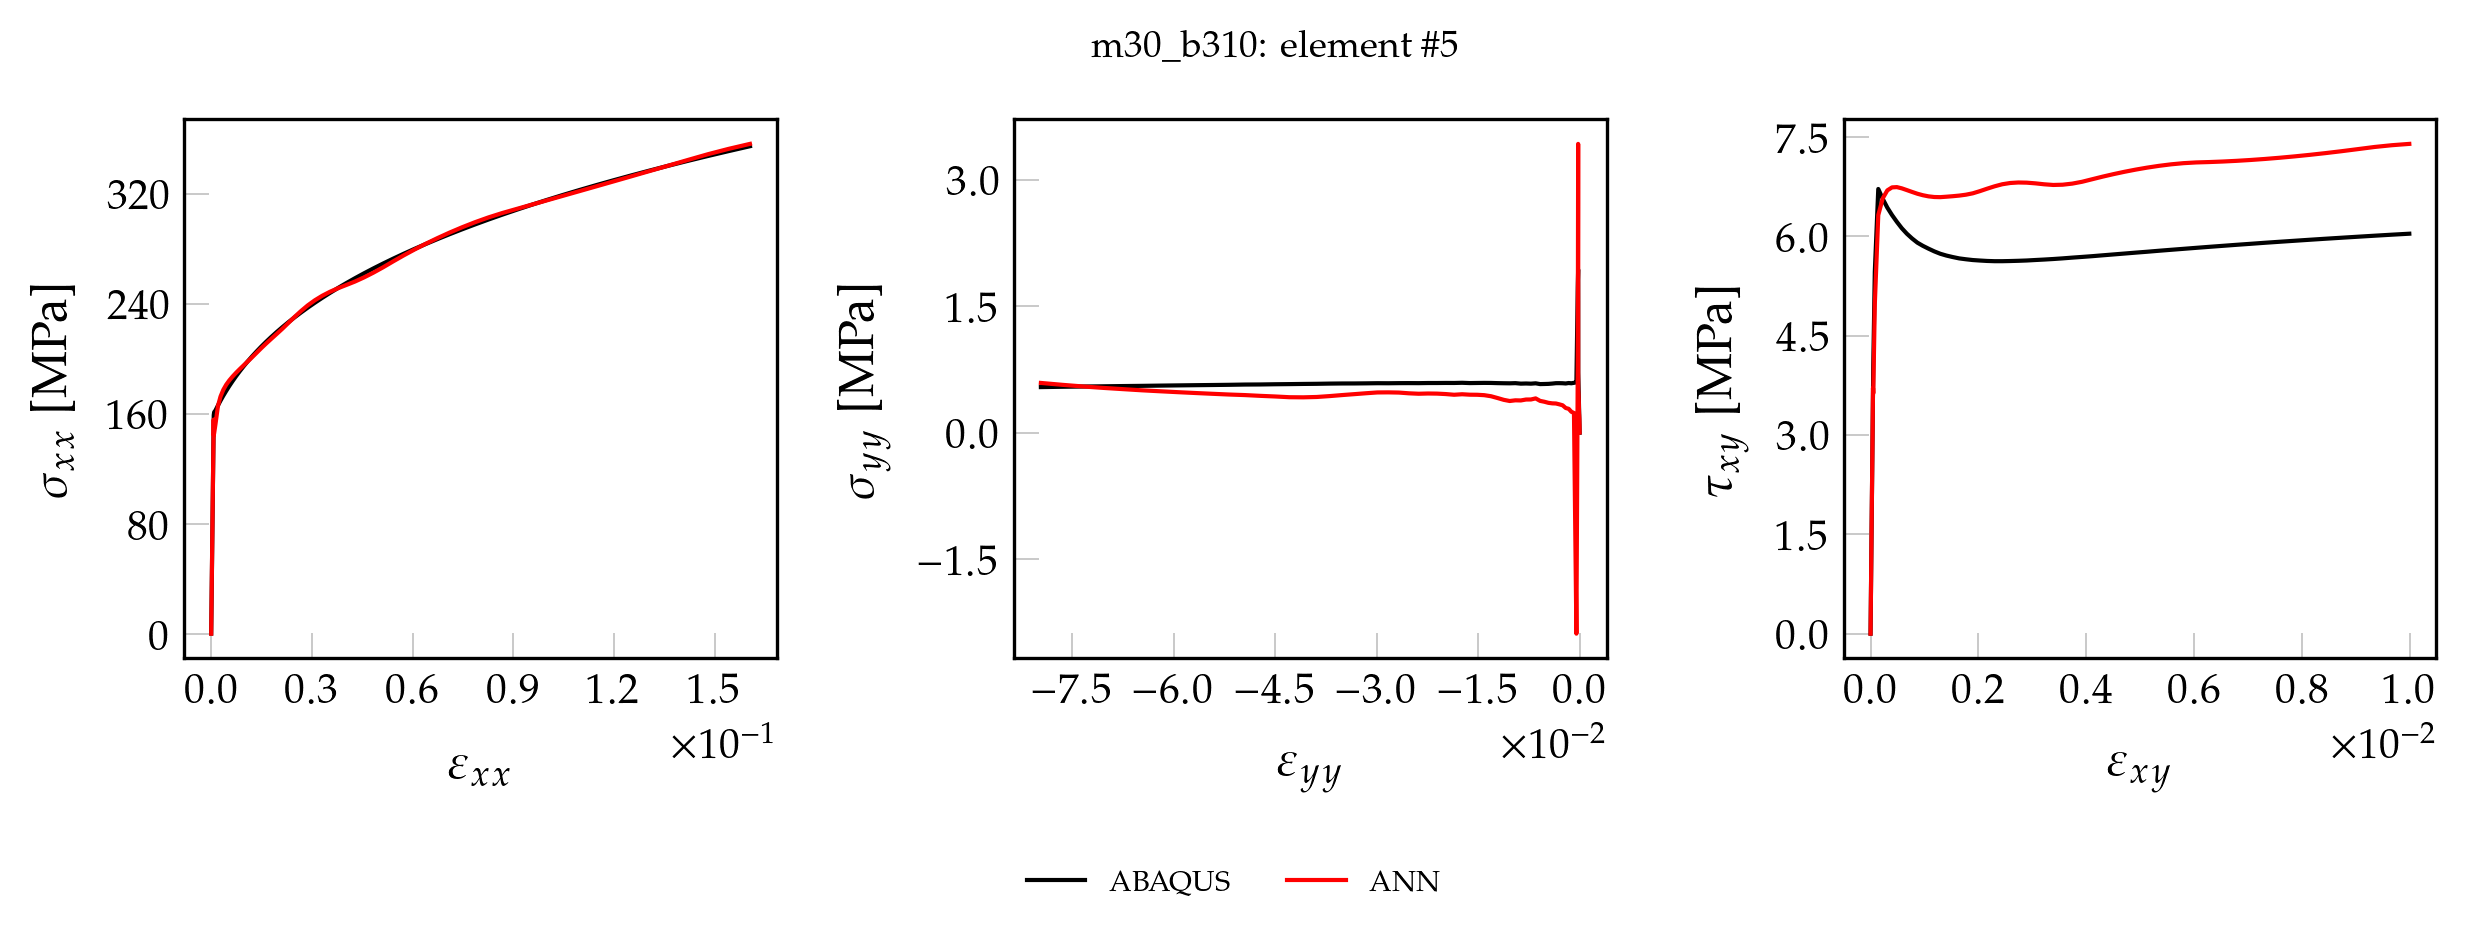 m30_b310: element #5
σxx [MPa]
320
240
160
80
0
0.0 0.3 0.6 0.9 1.2 1.5
×10−1
εxx
σyy [MPa]
3.0
1.5
0.0
−1.5
−7.5 −6.0 −4.5 −3.0 −1.5 0.0
×10−2
εyy
τxy [MPa]
7.5
6.0
4.5
3.0
1.5
0.0
0.0 0.2 0.4 0.6 0.8 1.0
×10−2
εxy
ABAQUS ANN